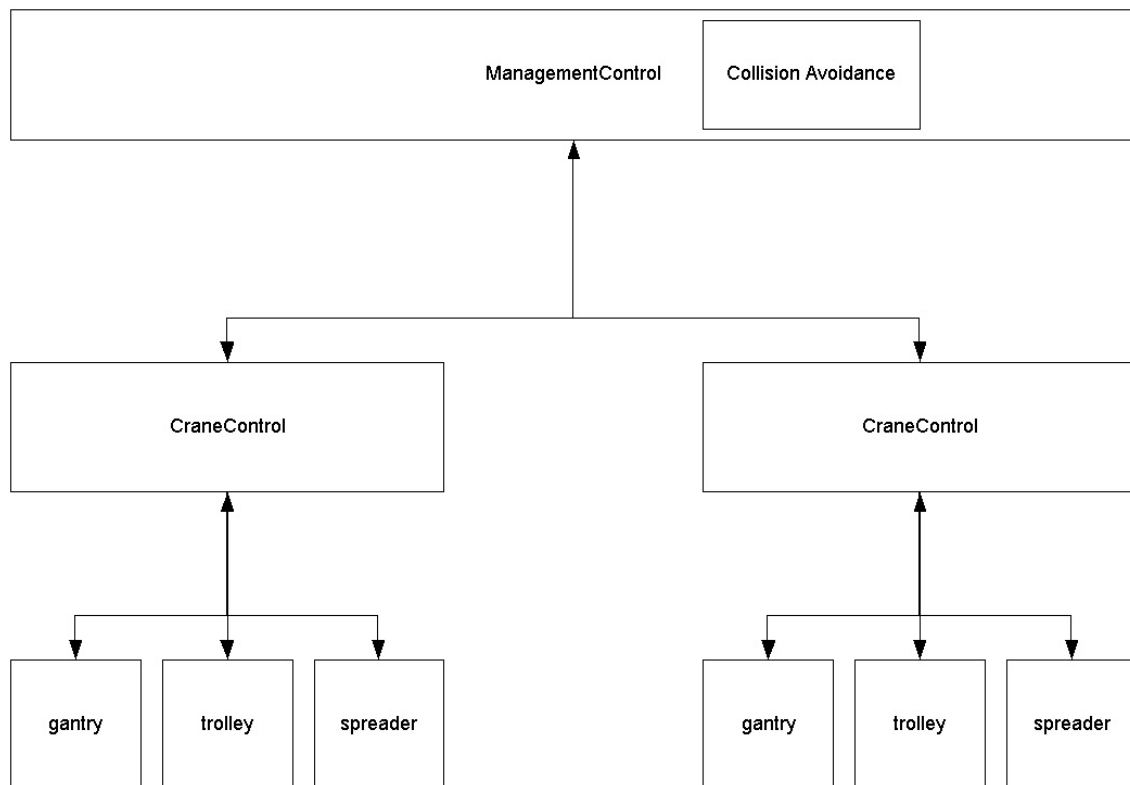 ManagementControl
Collision Avoidance
CraneControl
CraneControl
gantry
trolley
spreader
gantry
trolley
spreader